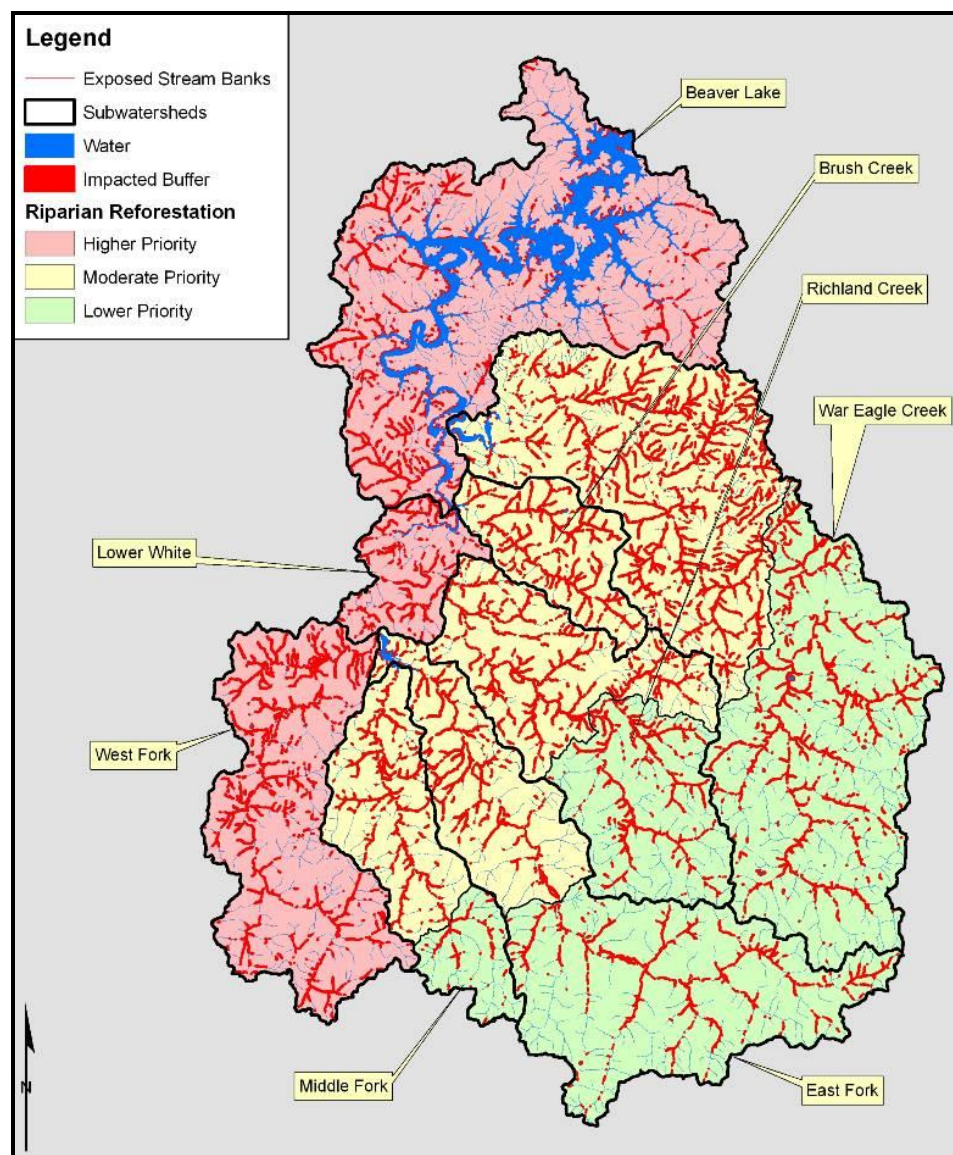 Legend
Exposed Stream Banks
Subwatersheds
Water
Impacted Buffer
Riparian Reforestation
Higher Priority
Moderate Priority
Lower Priority
Beaver Lake
Brush Creek
Richland Creek
War Eagle Creek
Lower White
West Fork
Middle Fork
East Fork
N